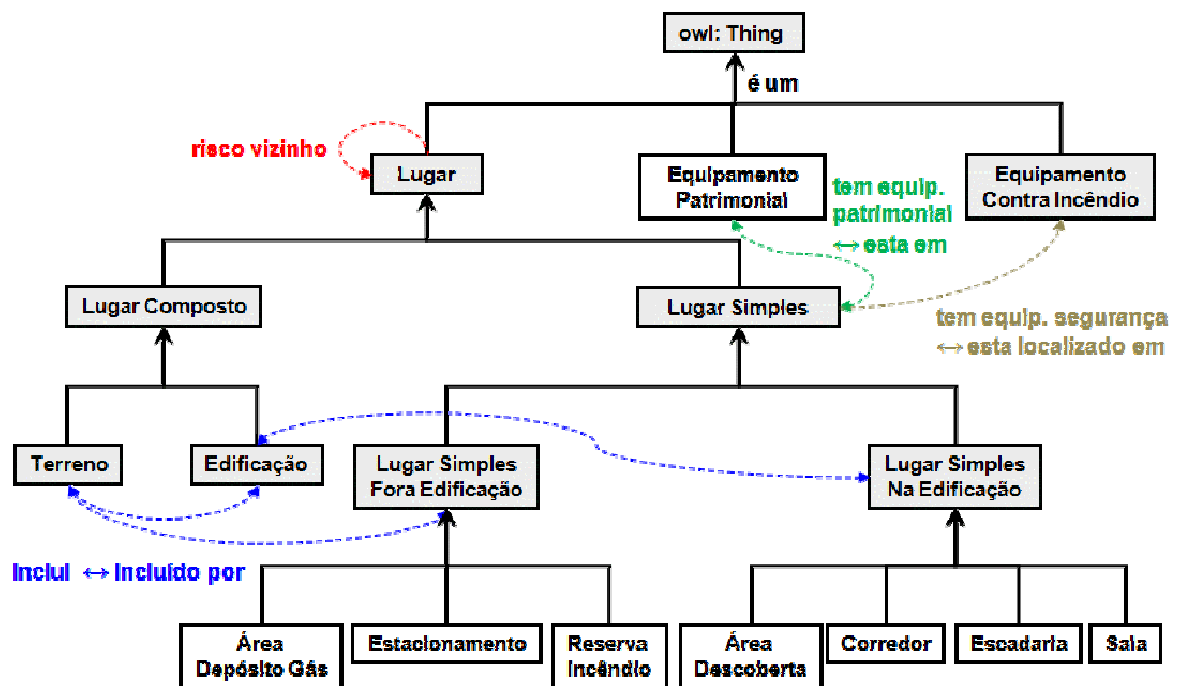 owl: Thing
é um
risco vizinho
Lugar
Equipamento
Patrimonial
tem equip.
patrimonial
↔ esta em
Equipamento
Contra Incêndio
Lugar Composto
Lugar Simples
tem equip. segurança
↔ esta localizado em
Terreno
Edificação
Lugar Simples
Fora Edificação
Lugar Simples
Na Edificação
Inclui ↔ Incluído por
Área
Depósito Gás
Estacionamento
Reserva
Incêndio
Área
Descoberta
Corredor
Escadaria
Sala